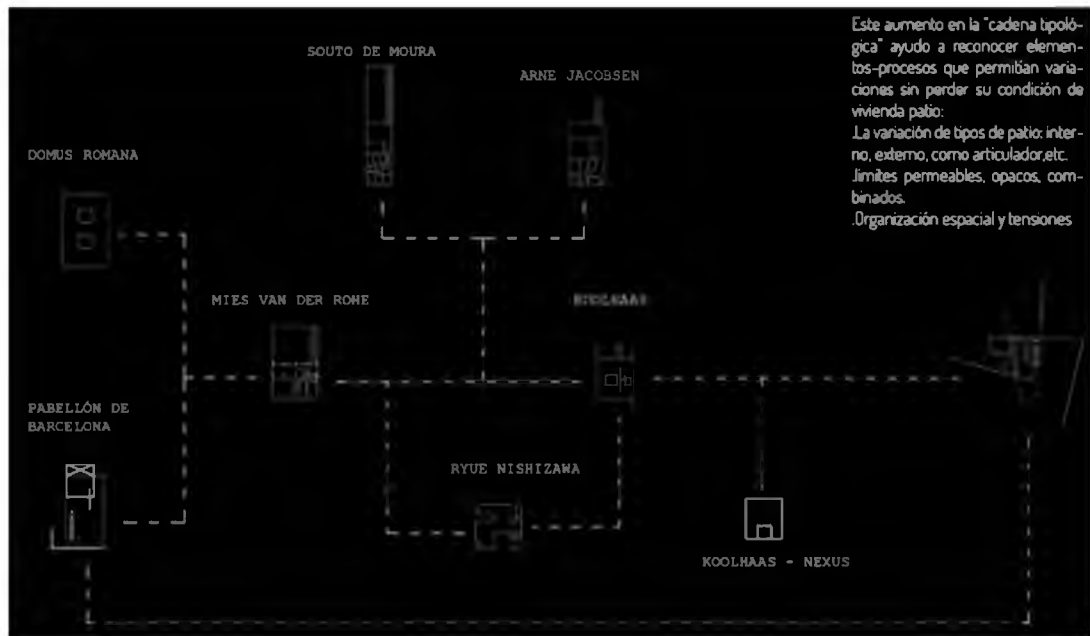 SOUTO DE MOURA
ARNE JACOBSEN
Este aumento en la "cadena tipoló-
gica" ayudo a reconocer elemen-
tos-procesos que permitian varia-
ciones sin perder su condición de
vivienda patio:
.La variación de tipos de patio: inter-
no, externo, como articulador,etc.
.limites permeables, opacos, com-
binados.
.Organización espacial y tensiones
DOMUS ROMANA
MIES VAN DER ROHE
KOOLHAAS
PABELLÓN DE
BARCELONA
RYUE NISHIZAWA
KOOLHAAS - NEXUS